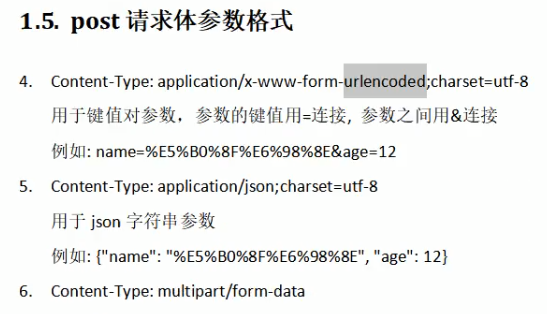 1.5. post 请求体参数格式
4. Content-Type: application/x-www-form-urlencoded;charset=utf-8
用于键值对参数，参数的键值用=连接, 参数之间用&连接
例如: name=%E5%B0%8F%E6%98%8E&age=12
5. Content-Type: application/json;charset=utf-8
用于 json 字符串参数
例如: {"name": "%E5%B0%8F%E6%98%8E", "age": 12}
6. Content-Type: multipart/form-data